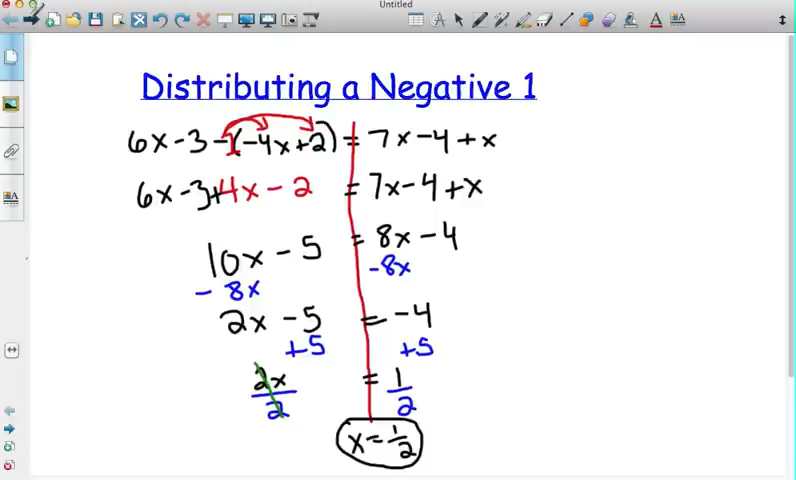 Untitled
Distributing a Negative 1
6x - 3 - 1(-4x + 2) = 7x - 4 + x
6x - 3 + 4x - 2 = 7x - 4 + x
10x - 5 = 8x - 4
- 8x - 8x
2x - 5 = -4
+5 +5
2x/2 = 1/2
x = 1/2